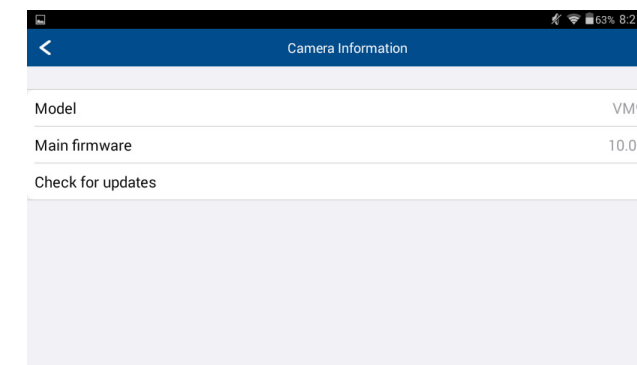 63% 8:2
Camera Information
Model VM
Main firmware 10.0
Check for updates